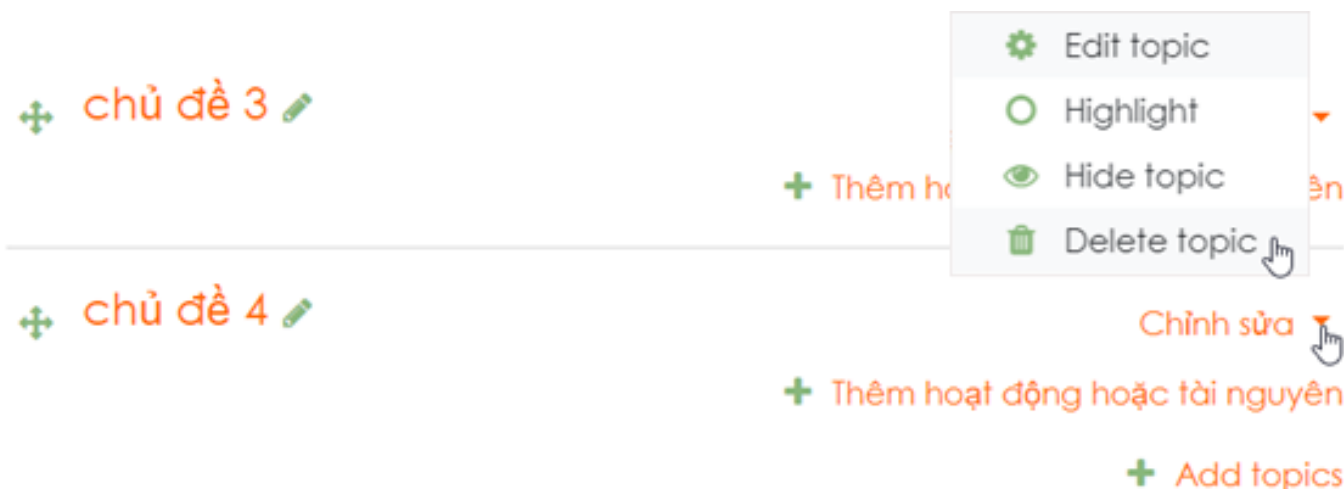 Edit topic
chủ đề 3
Highlight
Thêm
Hide topic
Delete topic
chủ đề 4
Chỉnh sửa
Thêm hoạt động hoặc tài nguyên
Add topics